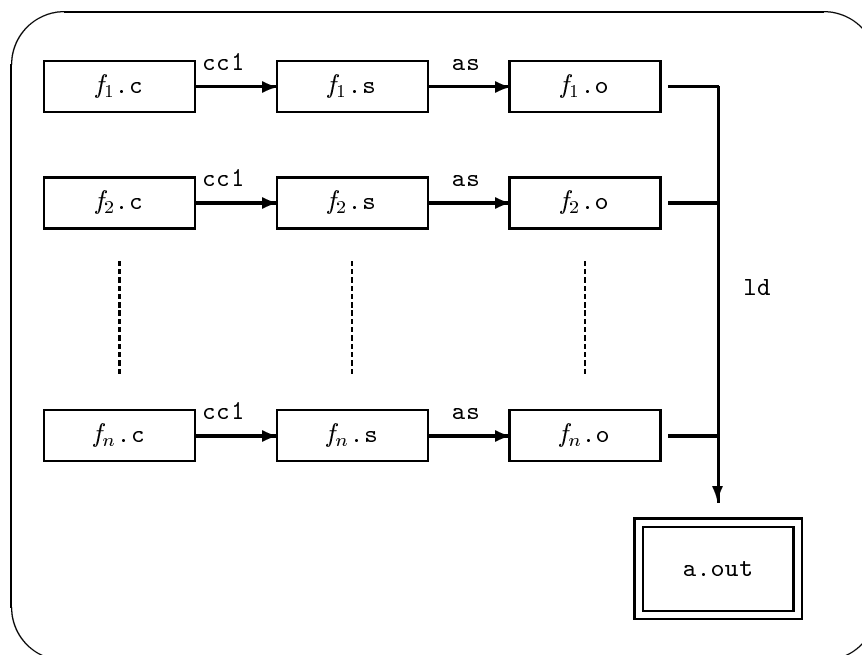 cc1 as
f₁.c f₁.s f₁.o
cc1 as
f₂.c f₂.s f₂.o
ld
cc1 as
fₙ.c fₙ.s fₙ.o
a.out